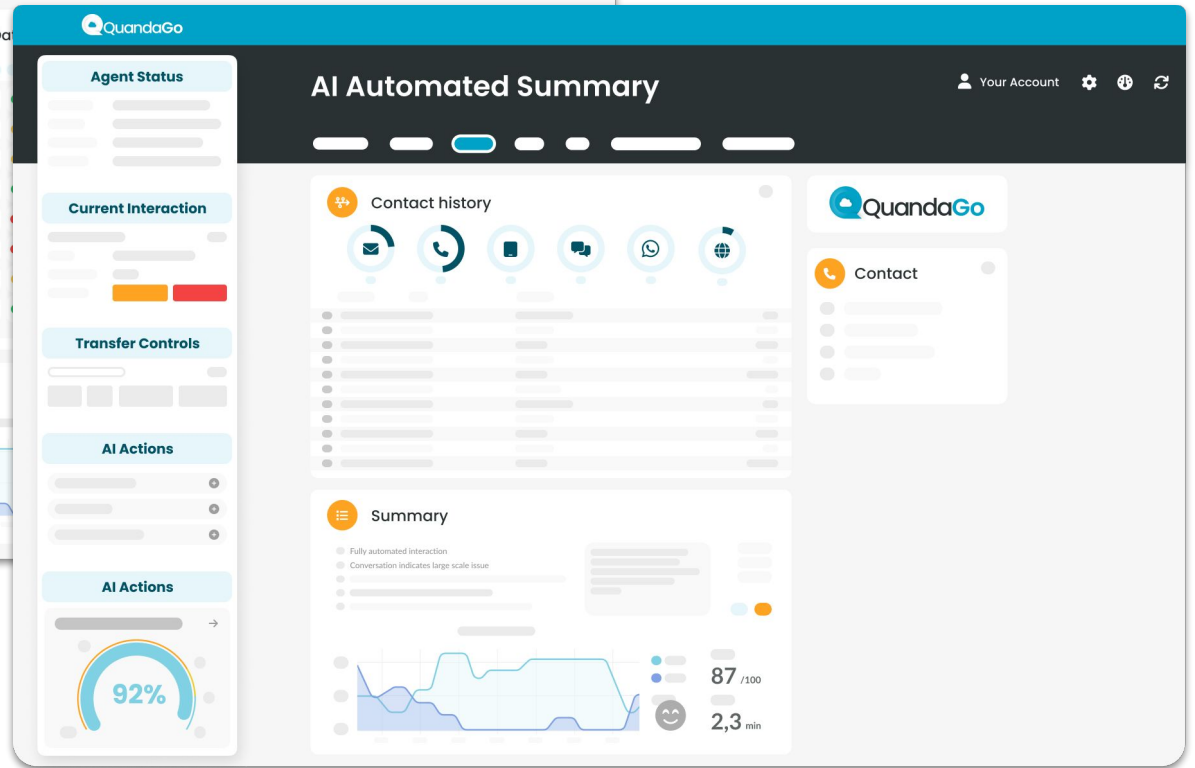 QuandaGo
Agent Status
Current Interaction
Transfer Controls
AI Actions
AI Actions
92%
AI Automated Summary
Your Account
Contact history
Summary
Fully automated interaction
Conversation indicates large scale issue
87 /100
2,3 min
QuandaGo
Contact